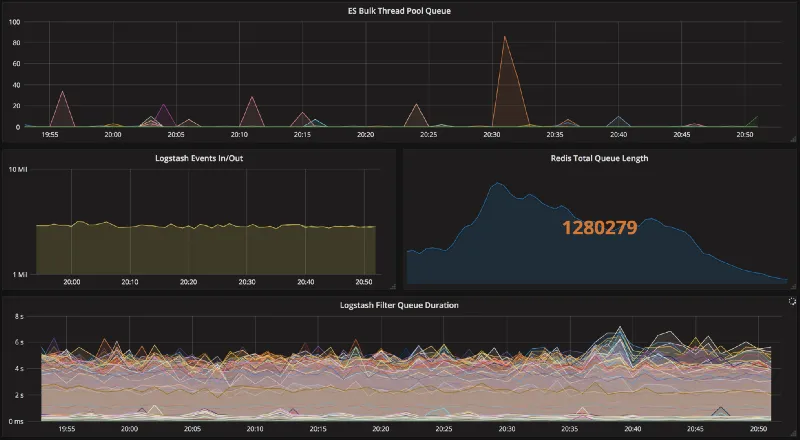 ES Bulk Thread Pool Queue
100
80
60
40
20
0
19:55 20:00 20:05 20:10 20:15 20:20 20:25 20:30 20:35 20:40 20:45 20:50
Logstash Events In/Out
10 Mil
1 Mil
20:00 20:10 20:20 20:30 20:40 20:50
Redis Total Queue Length
1280279
Logstash Filter Queue Duration
8 s
6 s
4 s
2 s
0 ms
19:55 20:00 20:05 20:10 20:15 20:20 20:25 20:30 20:35 20:40 20:45 20:50